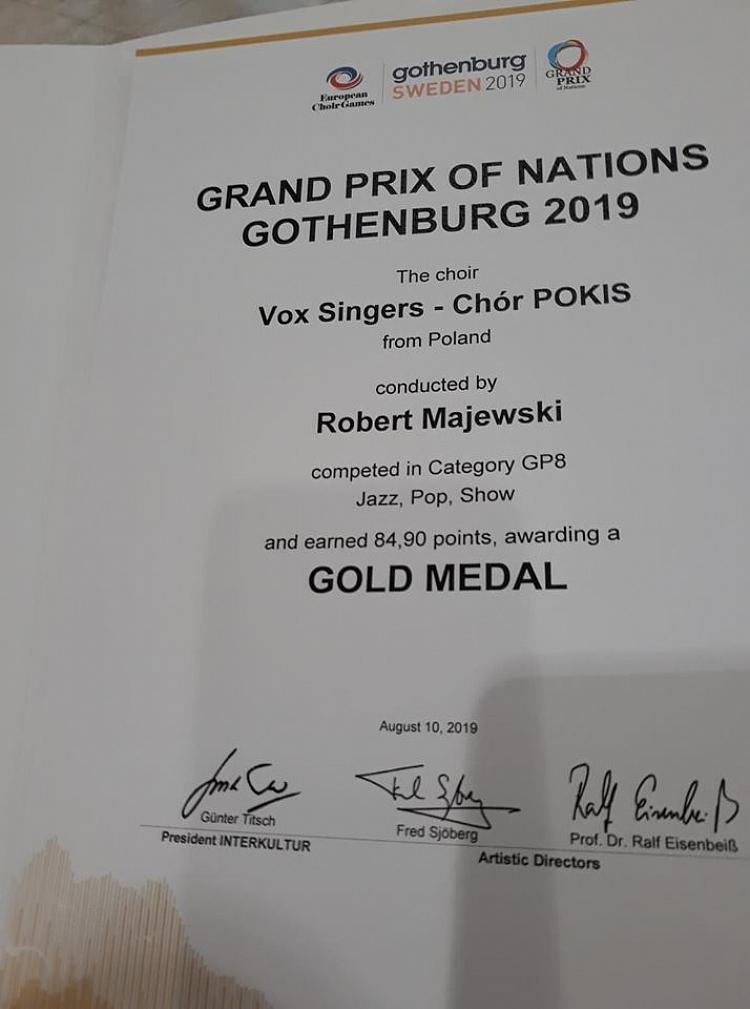 European
Choir Games
gothenburg
SWEDEN 2019
GRAND
PRIX
of Nations
GRAND PRIX OF NATIONS
GOTHENBURG 2019
The choir
Vox Singers - Chór POKIS
from Poland
conducted by
Robert Majewski
competed in Category GP8
Jazz, Pop, Show
and earned 84,90 points, awarding a
GOLD MEDAL
August 10, 2019
Ralf Eisenbeiß
Günter Titsch
President INTERKULTUR
Fred Sjöberg
Prof. Dr. Ralf Eisenbeiß
Artistic Directors